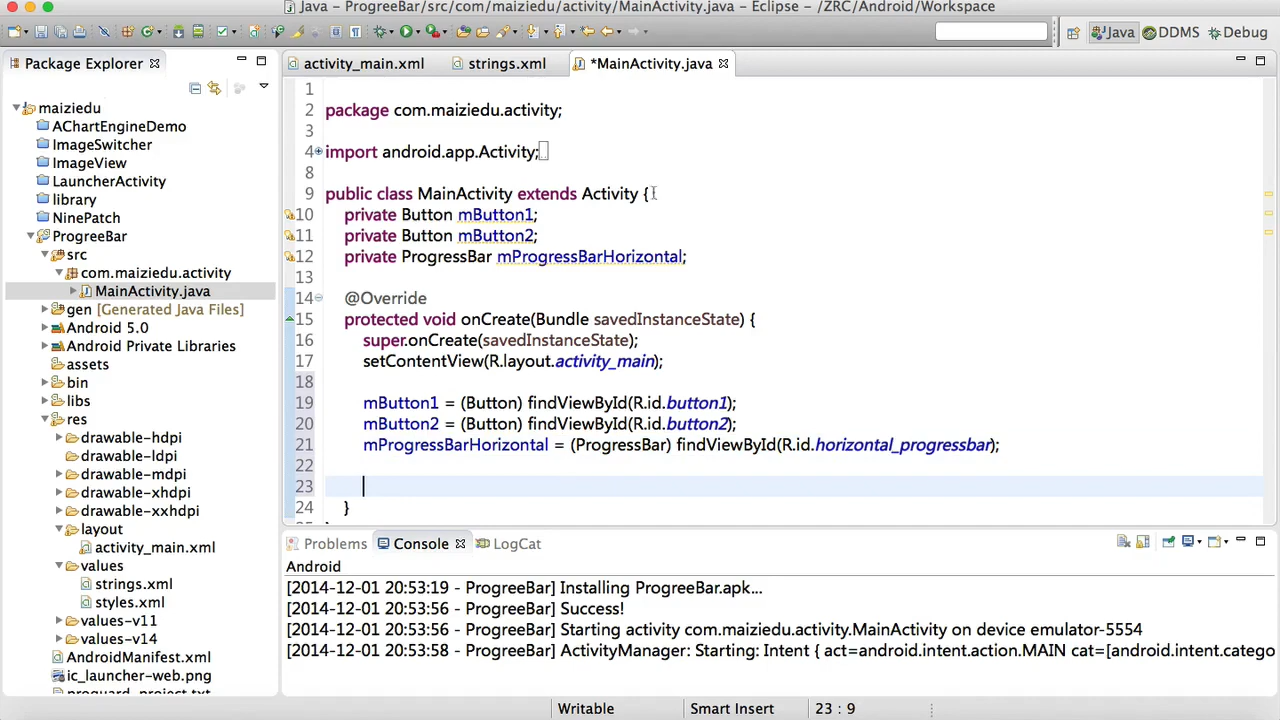 Java - ProgreeBar/src/com/maiziedu/activity/MainActivity.java - Eclipse - /ZRC/Android/Workspace
Java DDMS Debug
Package Explorer
activity_main.xml strings.xml *MainActivity.java
maiziedu
AChartEngineDemo
ImageSwitcher
ImageView
LauncherActivity
library
NinePatch
ProgreeBar
src
com.maiziedu.activity
MainActivity.java
gen [Generated Java Files]
Android 5.0
Android Private Libraries
assets
bin
libs
res
drawable-hdpi
drawable-ldpi
drawable-mdpi
drawable-xhdpi
drawable-xxhdpi
layout
activity_main.xml
values
strings.xml
styles.xml
values-v11
values-v14
AndroidManifest.xml
ic_launcher-web.png
proguard_project.txt
1
2 package com.maiziedu.activity;
3
4 import android.app.Activity;
8
9 public class MainActivity extends Activity {
10 private Button mButton1;
11 private Button mButton2;
12 private ProgressBar mProgressBarHorizontal;
13
14 @Override
15 protected void onCreate(Bundle savedInstanceState) {
16 super.onCreate(savedInstanceState);
17 setContentView(R.layout.activity_main);
18
19 mButton1 = (Button) findViewById(R.id.button1);
20 mButton2 = (Button) findViewById(R.id.button2);
21 mProgressBarHorizontal = (ProgressBar) findViewById(R.id.horizontal_progressbar);
22
23
24 }
Problems Console LogCat
Android
[2014-12-01 20:53:19 - ProgreeBar] Installing ProgreeBar.apk...
[2014-12-01 20:53:56 - ProgreeBar] Success!
[2014-12-01 20:53:56 - ProgreeBar] Starting activity com.maiziedu.activity.MainActivity on device emulator-5554
[2014-12-01 20:53:58 - ProgreeBar] ActivityManager: Starting: Intent { act=android.intent.action.MAIN cat=[android.intent.catego
Writable Smart Insert 23 : 9